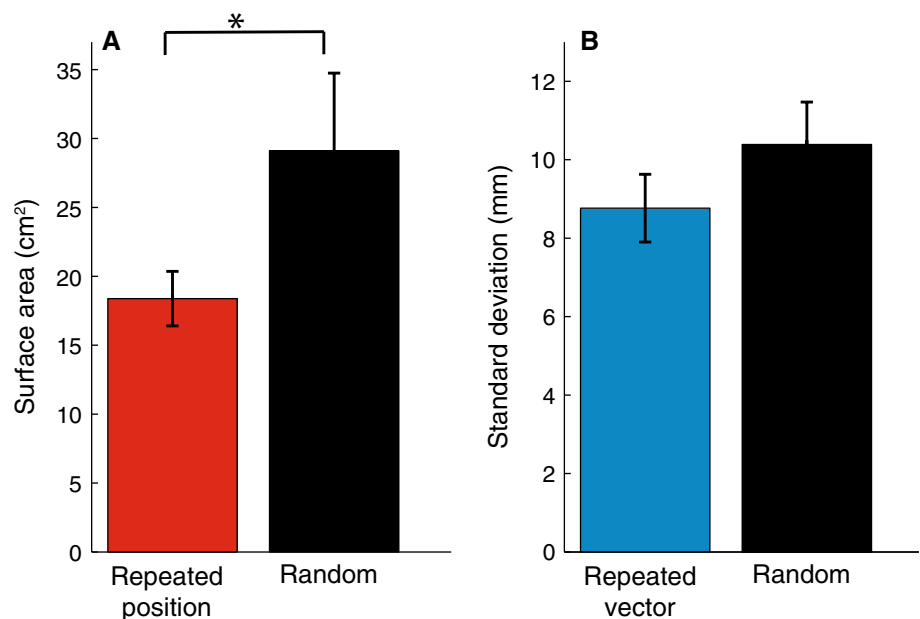 *
A
Surface area (cm²)
35
30
25
20
15
10
5
0
Repeated
position
Random
B
Standard deviation (mm)
12
10
8
6
4
2
0
Repeated
vector
Random